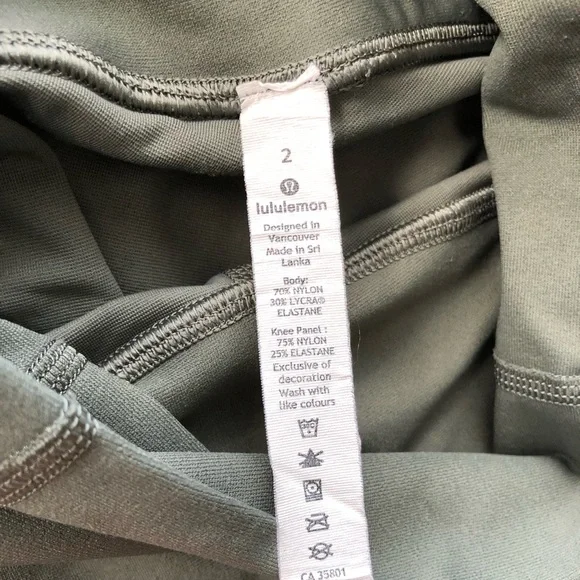 2
lululemon
Designed in
Vancouver
Made in Sri
Lanka
Body:
70% NYLON
30% LYCRA®
ELASTANE
Knee Panel :
75% NYLON
25% ELASTANE
Exclusive of
decoration
Wash with
like colours
CA 35801